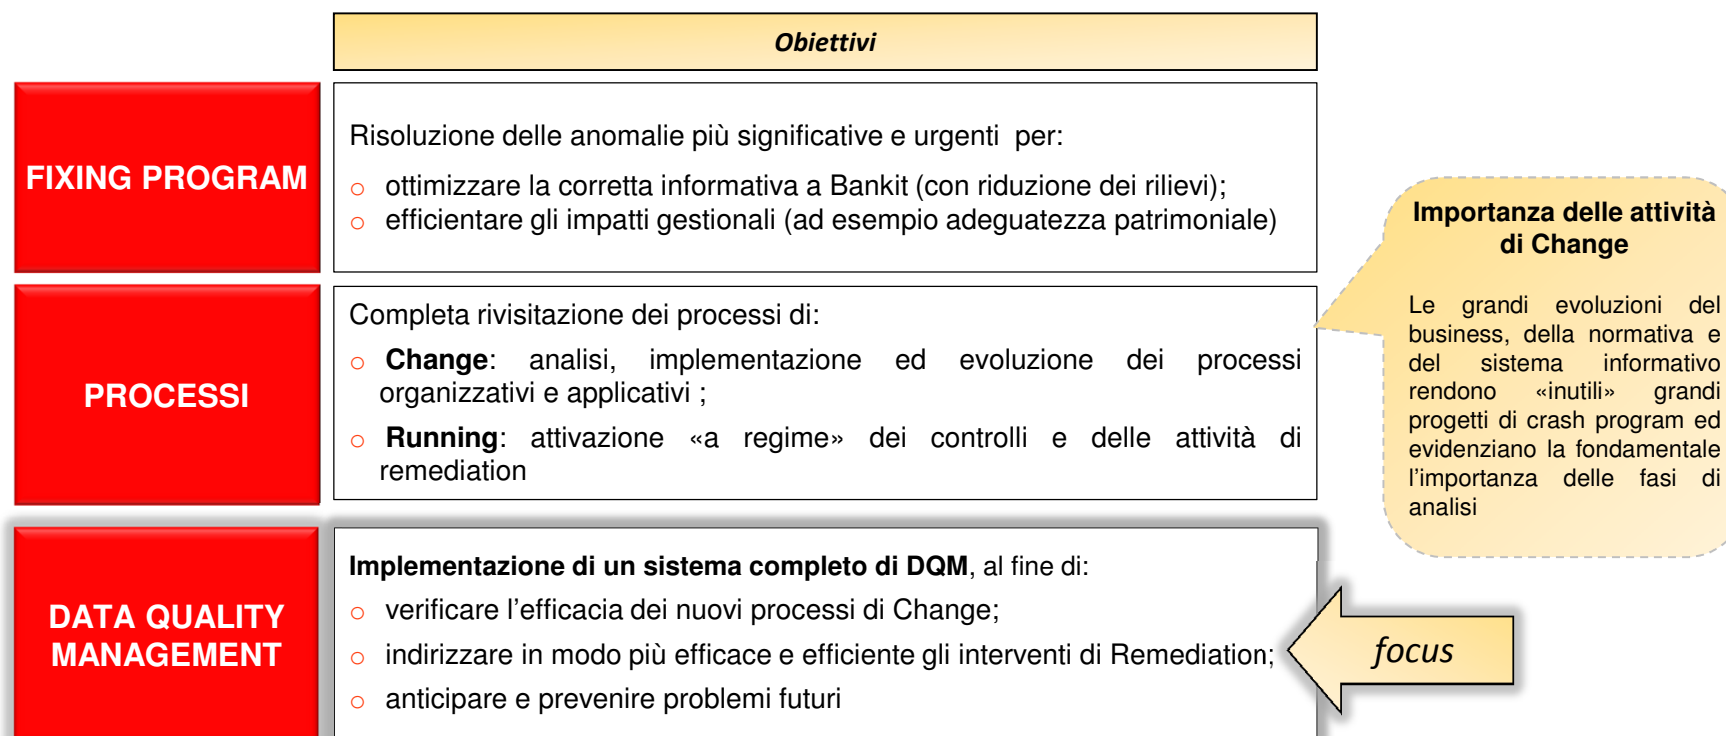 Obiettivi
FIXING PROGRAM
Risoluzione delle anomalie più significative e urgenti per:
o ottimizzare la corretta informativa a Bankit (con riduzione dei rilievi);
o efficientare gli impatti gestionali (ad esempio adeguatezza patrimoniale)
PROCESSI
Completa rivisitazione dei processi di:
o Change: analisi, implementazione ed evoluzione dei processi
organizzativi e applicativi ;
o Running: attivazione «a regime» dei controlli e delle attività di
remediation
Importanza delle attività
di Change
Le grandi evoluzioni del
business, della normativa e
del sistema informativo
rendono «inutili» grandi
progetti di crash program ed
evidenziano la fondamentale
l'importanza delle fasi di
analisi
DATA QUALITY
MANAGEMENT
Implementazione di un sistema completo di DQM, al fine di:
o verificare l'efficacia dei nuovi processi di Change;
o indirizzare in modo più efficace e efficiente gli interventi di Remediation;
o anticipare e prevenire problemi futuri
focus